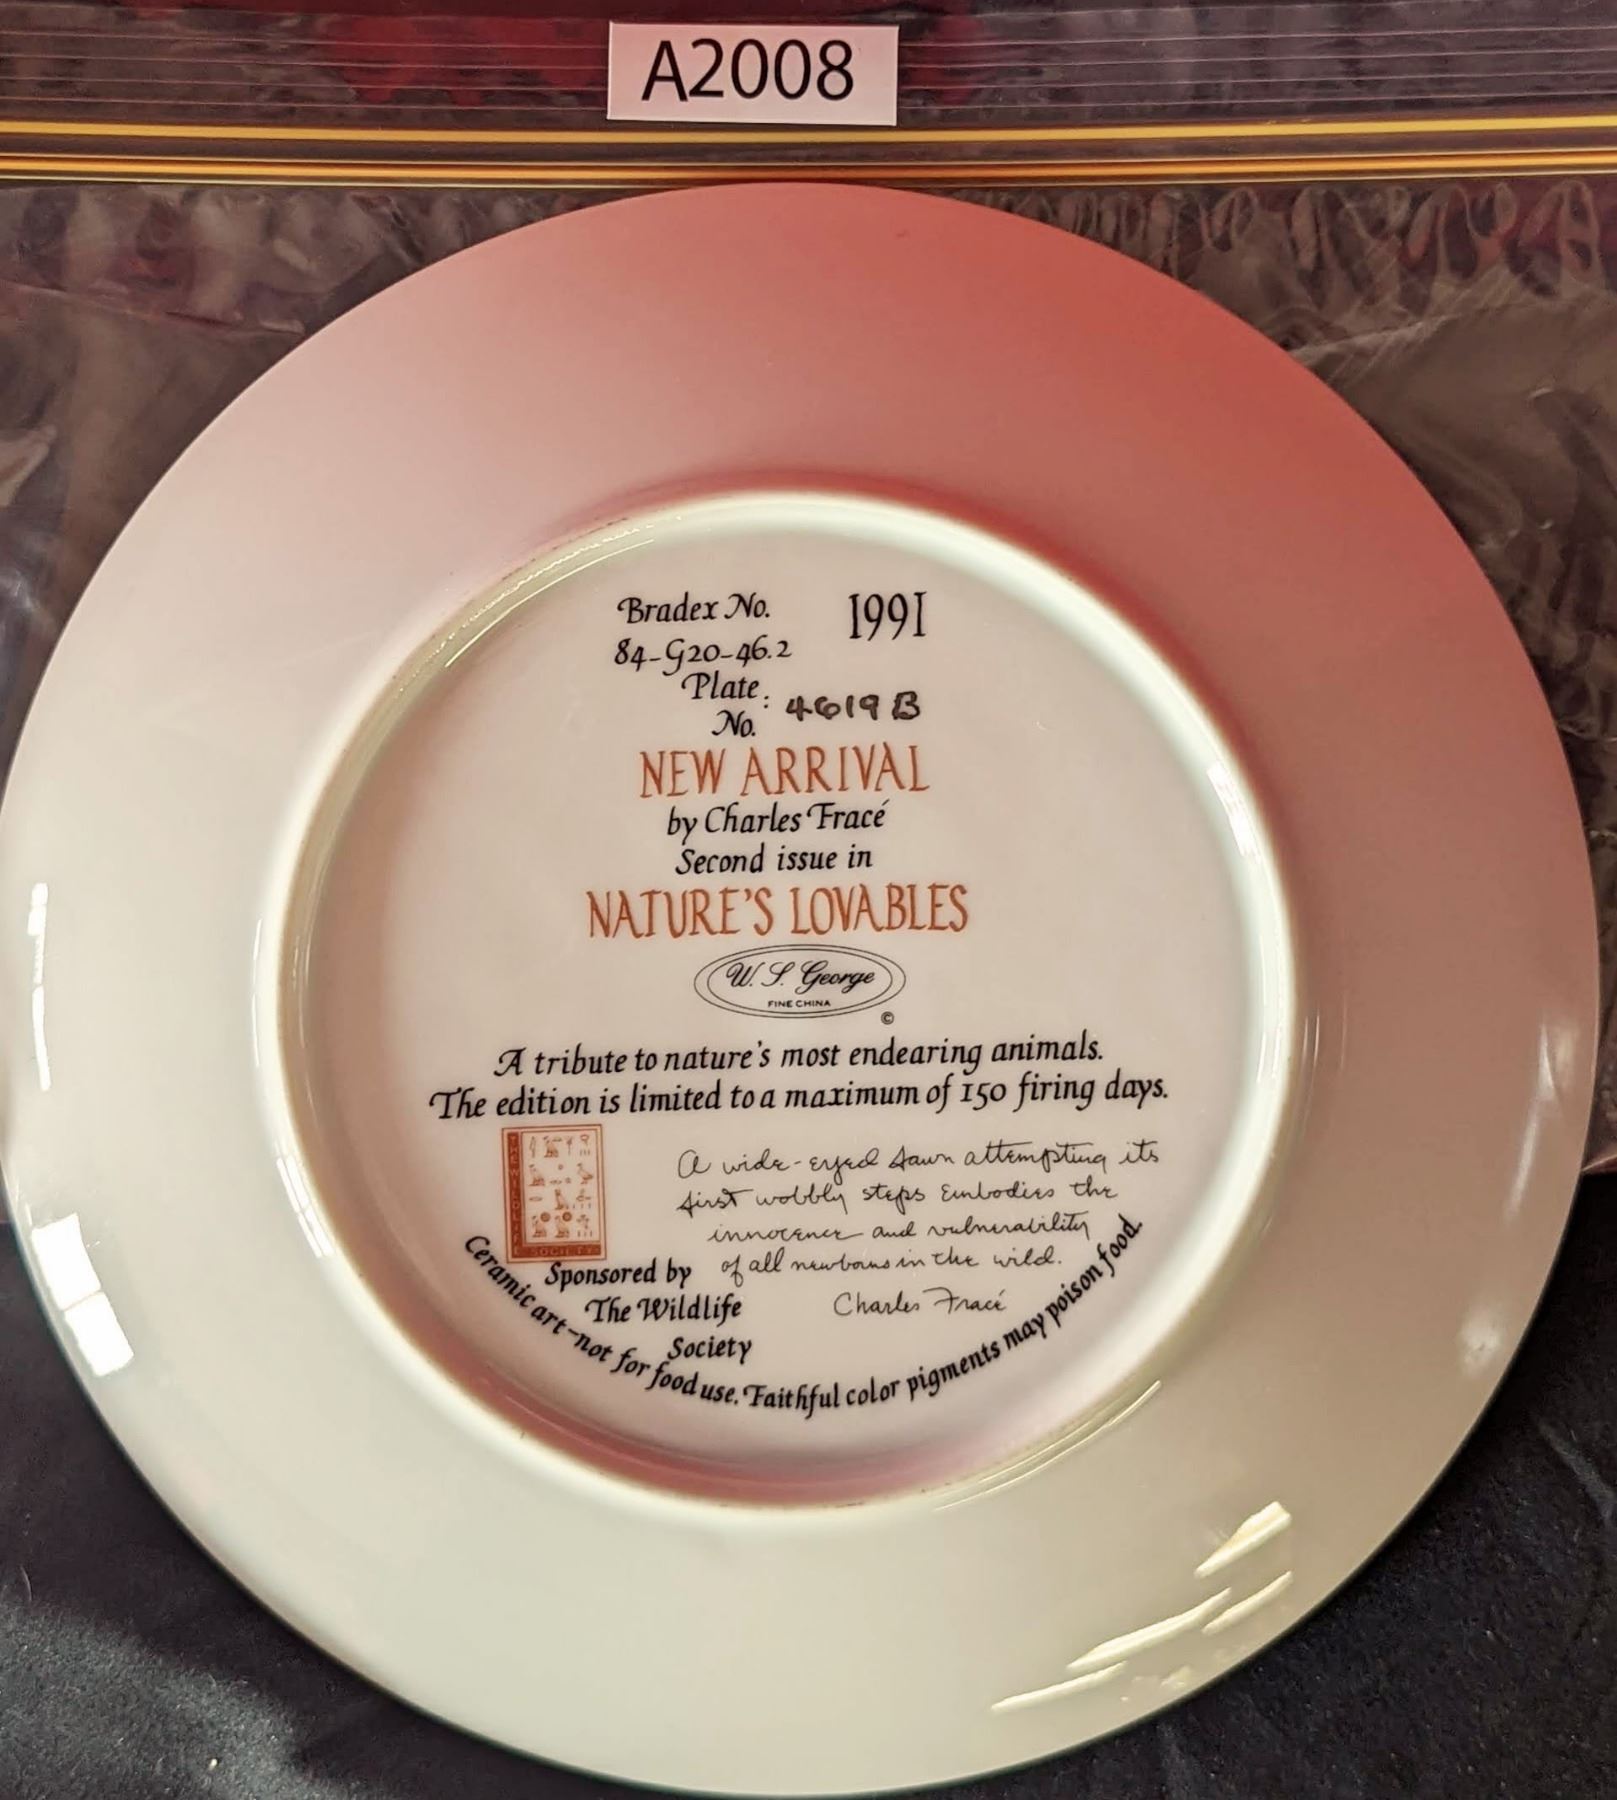 A2008
Bradex No. 1991
84-G20-46.2
Plate
No. : 4619 B
NEW ARRIVAL
by Charles Fracé
Second issue in
NATURE'S LOVABLES
W. S. George
FINE CHINA
©
A tribute to nature's most endearing animals.
The edition is limited to a maximum of 150 firing days.
THE WILDLIFE
SOCIETY
A wide-eyed fawn attempting its
first wobbly steps embodies the
innocence and vulnerability
of all newborns in the wild.
Charles Fracé
Sponsored by
The Wildlife
Society
Ceramic art-not for food use. Faithful color pigments may poison food.